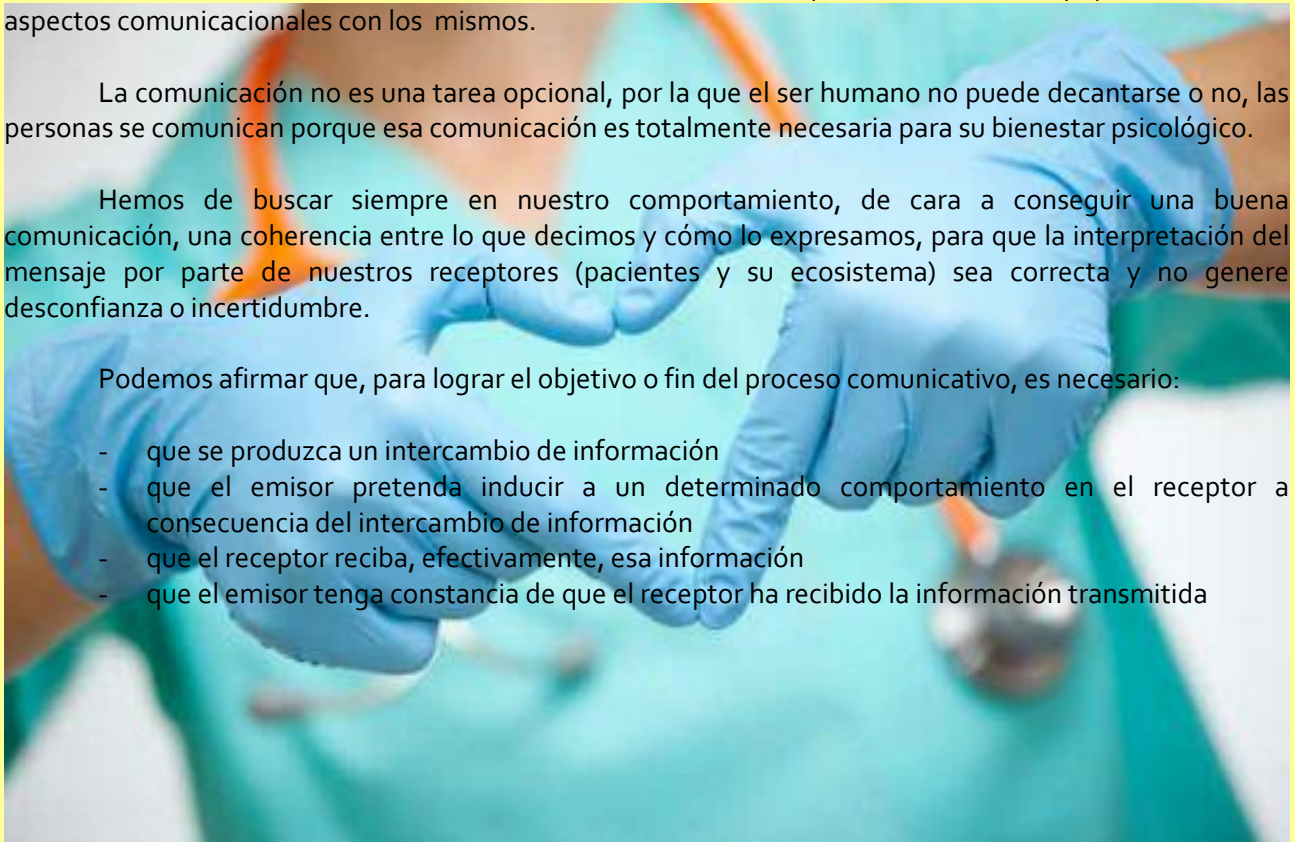 aspectos comunicacionales con los mismos.
La comunicación no es una tarea opcional, por la que el ser humano no puede decantarse o no, las
personas se comunican porque esa comunicación es totalmente necesaria para su bienestar psicológico.
Hemos de buscar siempre en nuestro comportamiento, de cara a conseguir una buena
comunicación, una coherencia entre lo que decimos y cómo lo expresamos, para que la interpretación del
mensaje por parte de nuestros receptores (pacientes y su ecosistema) sea correcta y no genere
desconfianza o incertidumbre.
Podemos afirmar que, para lograr el objetivo o fin del proceso comunicativo, es necesario:
- que se produzca un intercambio de información
- que el emisor pretenda inducir a un determinado comportamiento en el receptor a
consecuencia del intercambio de información
- que el receptor reciba, efectivamente, esa información
- que el emisor tenga constancia de que el receptor ha recibido la información transmitida